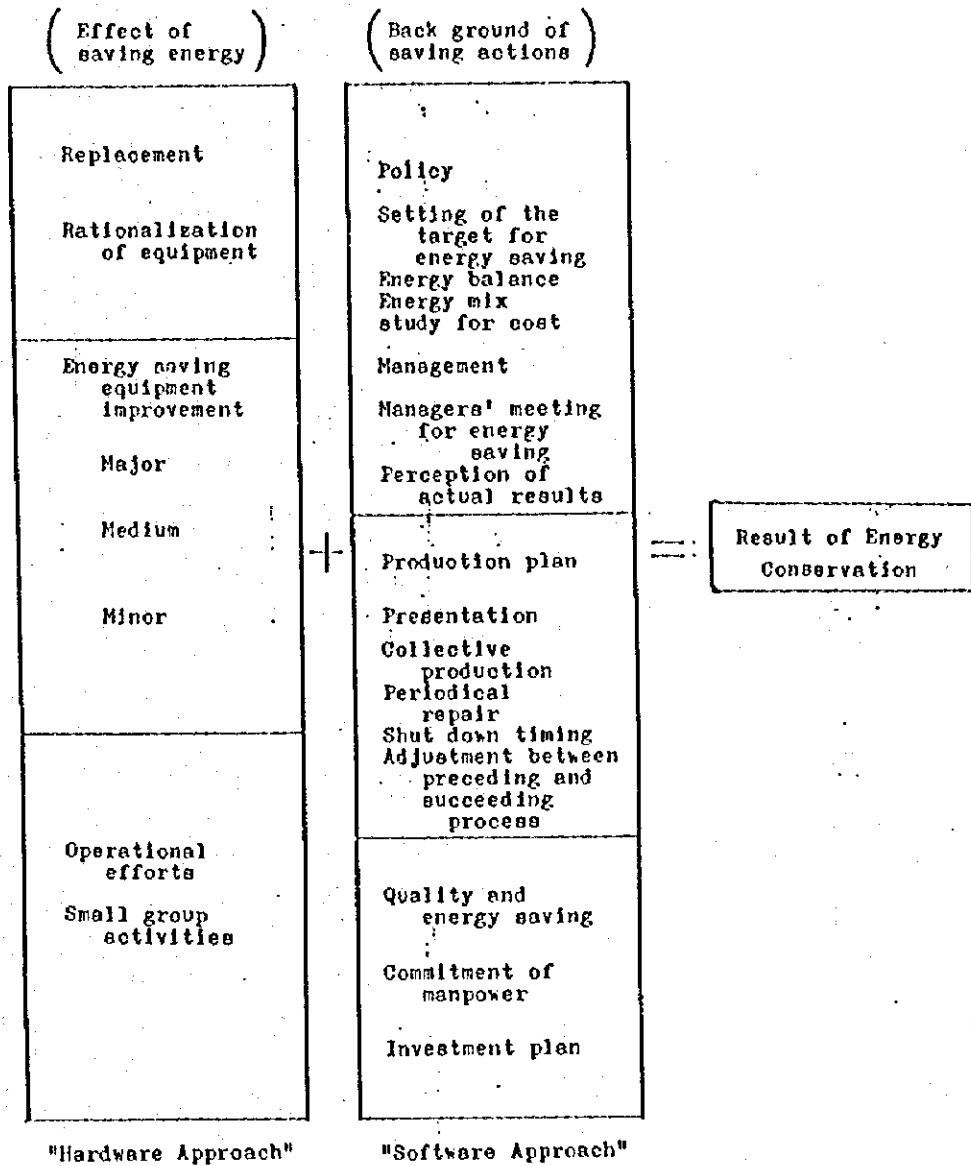 Effect of
saving energy
Replacement
Rationalization
of equipment
Energy saving
equipment
improvement
Major
Medium
Minor
Operational
efforts
Small group
activities
"Hardware Approach"
+
Back ground of
saving actions
Policy
Setting of the
target for
energy saving
Energy balance
Energy mix
study for cost
Management
Managers' meeting
for energy
saving
Perception of
actual results
Production plan
Presentation
Collective
production
Periodical
repair
Shut down timing
Adjustment between
preceding and
succeeding
process
Quality and
energy saving
Commitment of
manpower
Investment plan
"Software Approach"
=
Result of Energy
Conservation